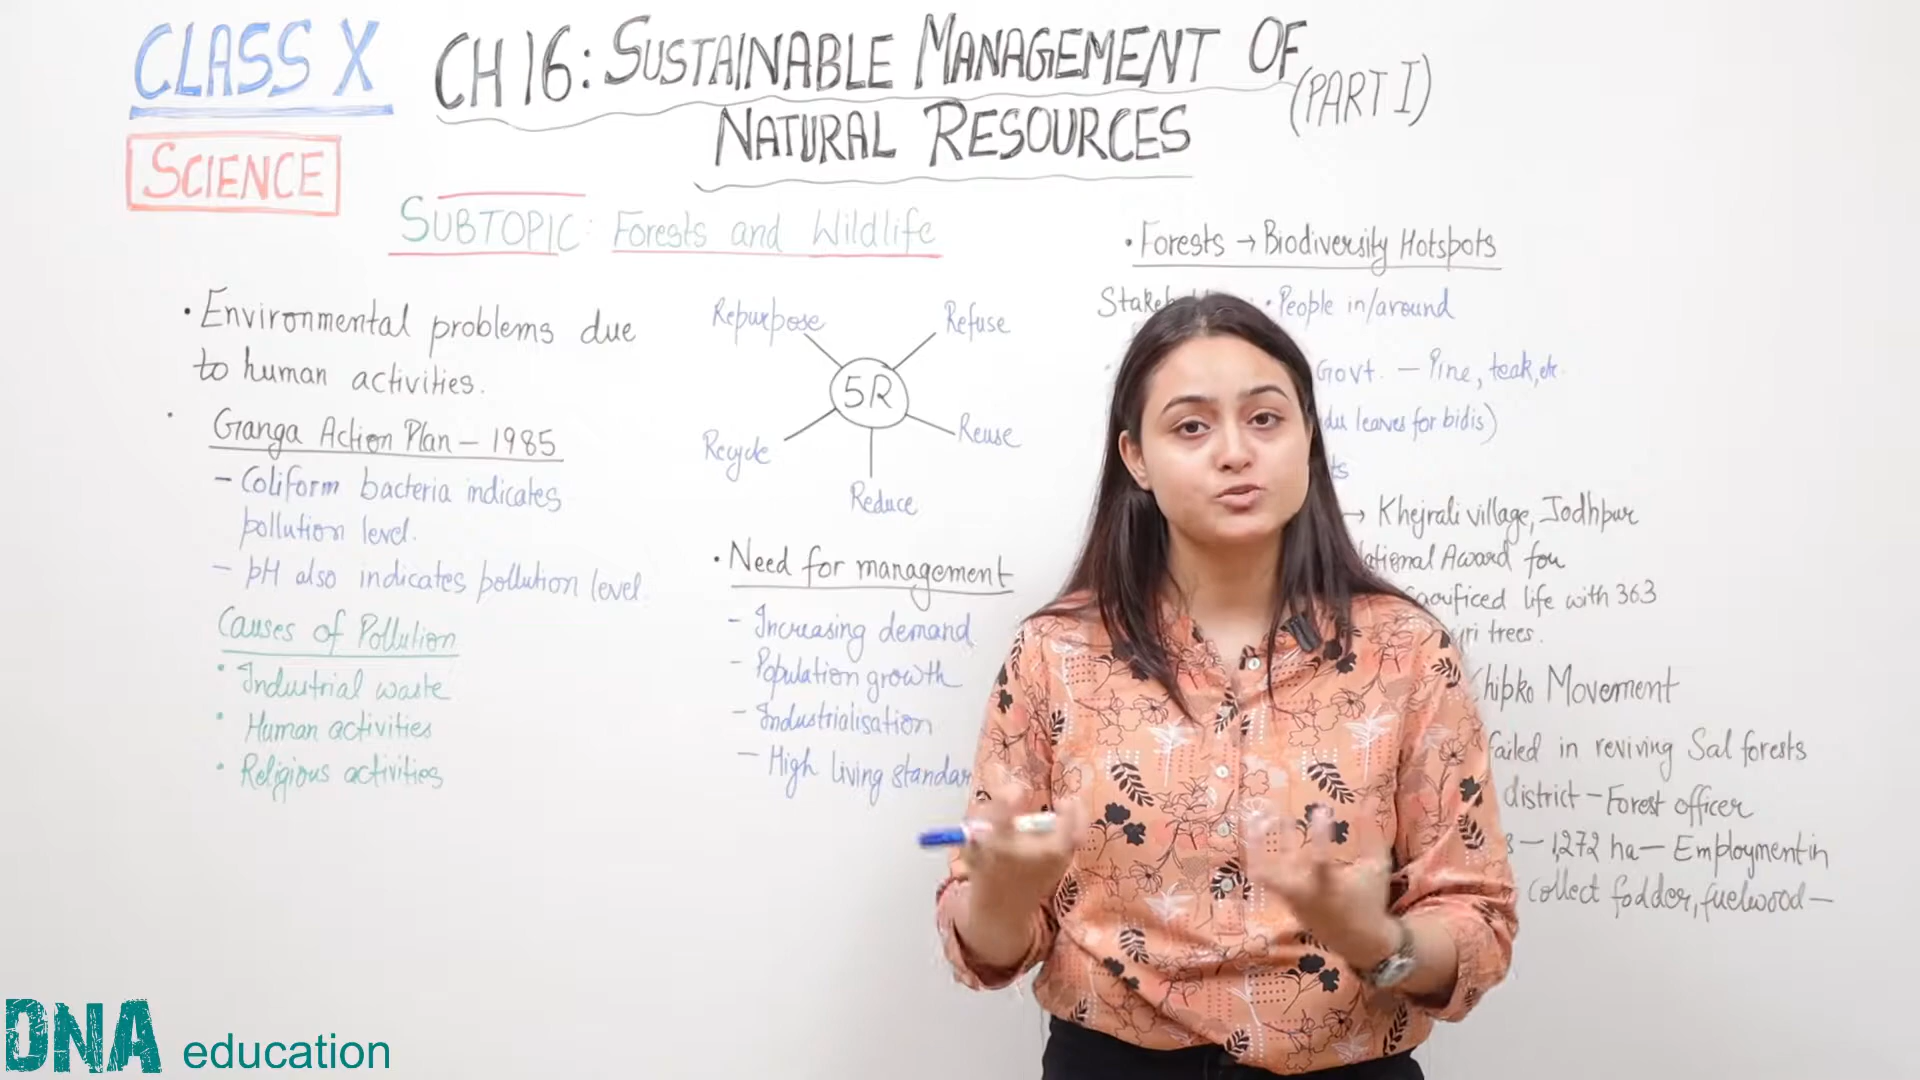 CLASS X
CH 16: SUSTAINABLE MANAGEMENT OF
NATURAL RESOURCES
(PART I)
SCIENCE
SUBTOPIC: Forests and Wildlife
• Environmental problems due
to human activities.
• Ganga Action Plan – 1985
– Coliform bacteria indicates
pollution level.
– pH also indicates pollution level.
Causes of Pollution
• Industrial waste
• Human activities
• Religious activities
Repurpose
Refuse
5R
Recycle
Reuse
Reduce
• Need for management
– Increasing demand
– Population growth
– Industrialisation
– High living standar
• Forests → Biodiversity Hotspots
• People in/around
Govt. – Pine, teak, etc.
leaves for bidis)
→ Khejrali village, Jodhpur
Award for
sacrificed life with 363
trees.
Movement
failed in reviving Sal forests
district – Forest officer
– 1,272 ha – Employment in
collect fodder, fuelwood –
DNA education